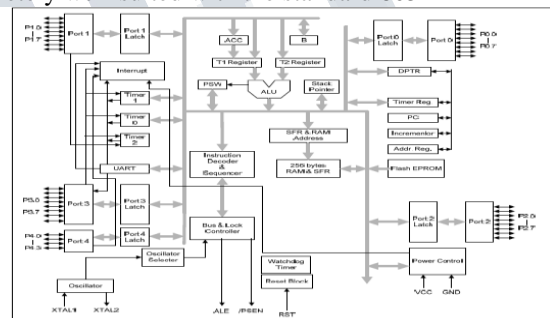 P1.0
P1.7
Port 1
Port 1
Latch
ACC
B
T1 Register
T2 Register
PSW
ALU
Stack
Pointer
Port 0
Latch
Port 0
P0.0
P0.7
DPTR
Timer Reg.
PC
Incrementor
Addr. Reg.
Interrupt
Timer
1
Timer
0
Timer
2
UART
Instruction
Decoder
&
Sequencer
SFR & RAM
Address
256 bytes
RAM & SFR
Flash EPROM
P3.0
P3.7
Port 3
Port 3
Latch
P4.0
P4.3
Port 4
Port 4
Latch
Bus & Lock
Controller
Oscillator
Selector
Oscillator
XTAL1
XTAL2
ALE
/PSEN
Watchdog
Timer
Reset Block
RST
Port 2
Latch
Port 2
P2.0
P2.7
Power Control
VCC
GND